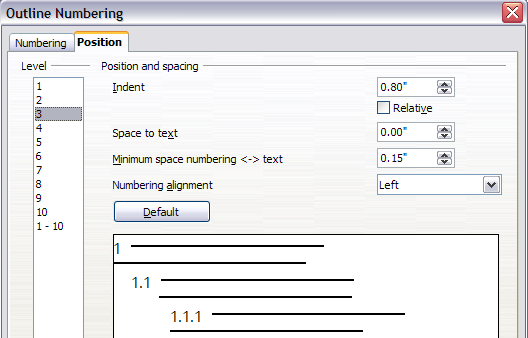 Outline Numbering
Numbering Position
Level Position and spacing
1
2
3
4
5
6
7
8
9
10
1 - 10
Indent 0.80"
Relative
Space to text 0.00"
Minimum space numbering <-> text 0.15"
Numbering alignment Left
Default
1
1.1
1.1.1